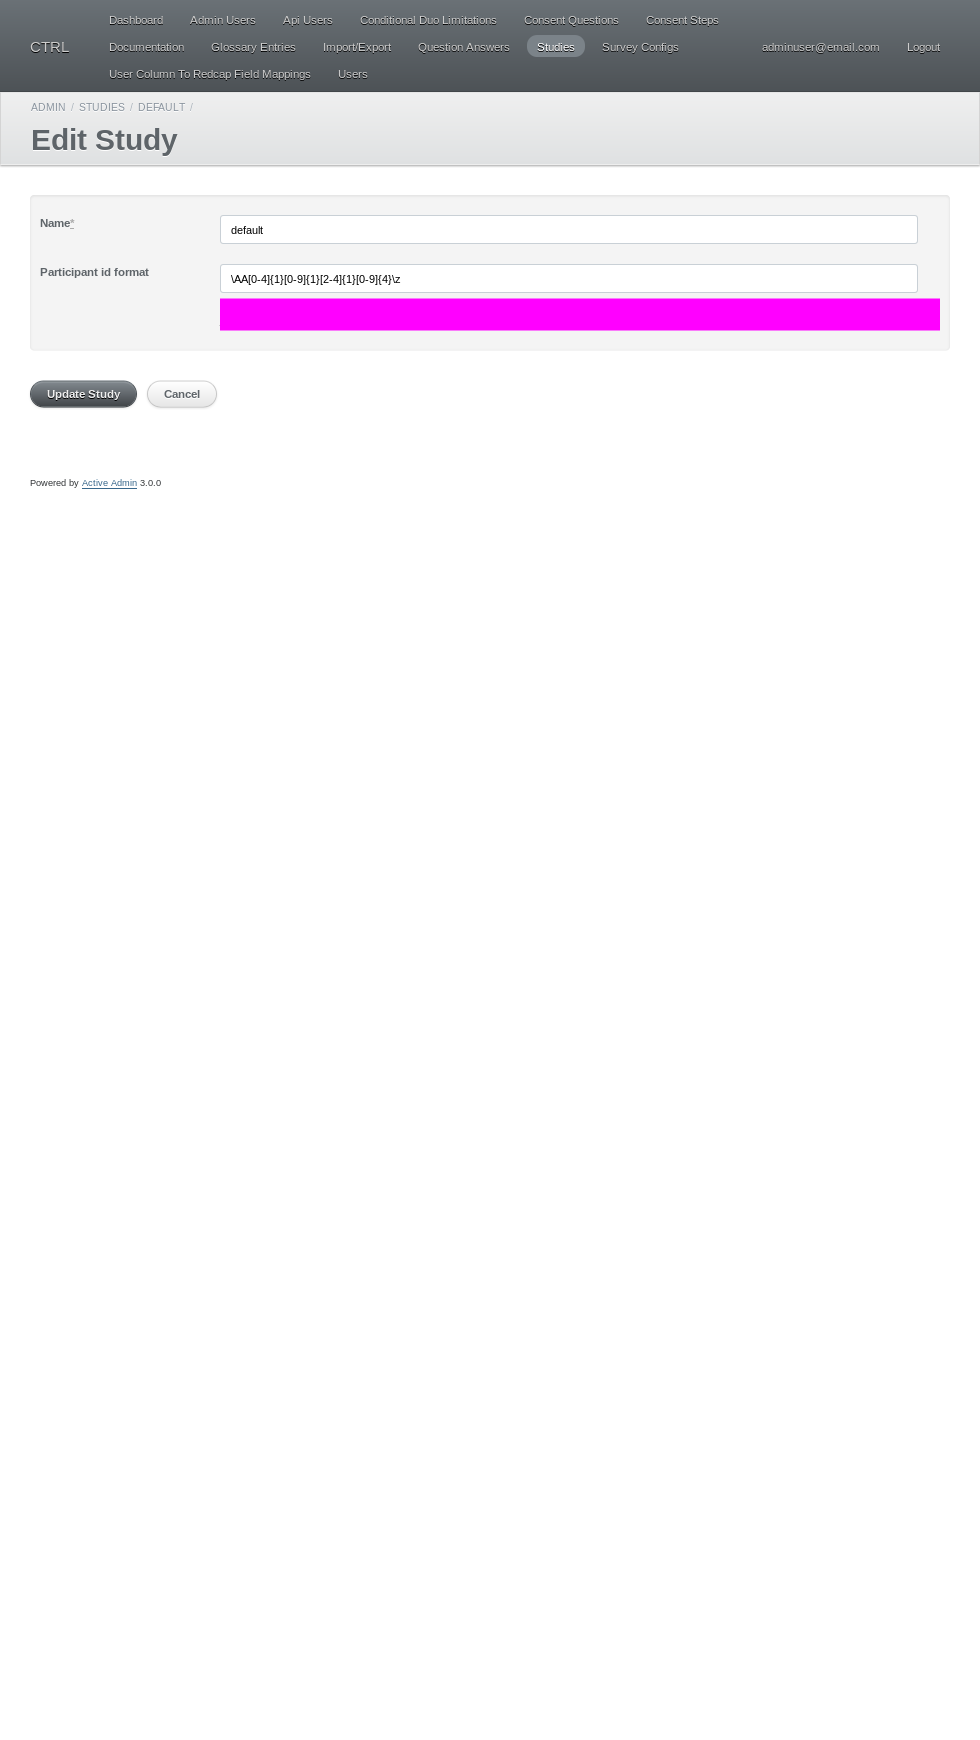 CTRL
Dashboard Admin Users Api Users Conditional Duo Limitations Consent Questions Consent Steps
Documentation Glossary Entries Import/Export Question Answers Studies Survey Configs
User Column To Redcap Field Mappings Users
adminuser@email.com Logout
ADMIN / STUDIES / DEFAULT /
Edit Study
Name* default
Participant id format \AA[0-4]{1}[0-9]{1}[2-4]{1}[0-9]{4}\z
Update Study Cancel
Powered by Active Admin 3.0.0